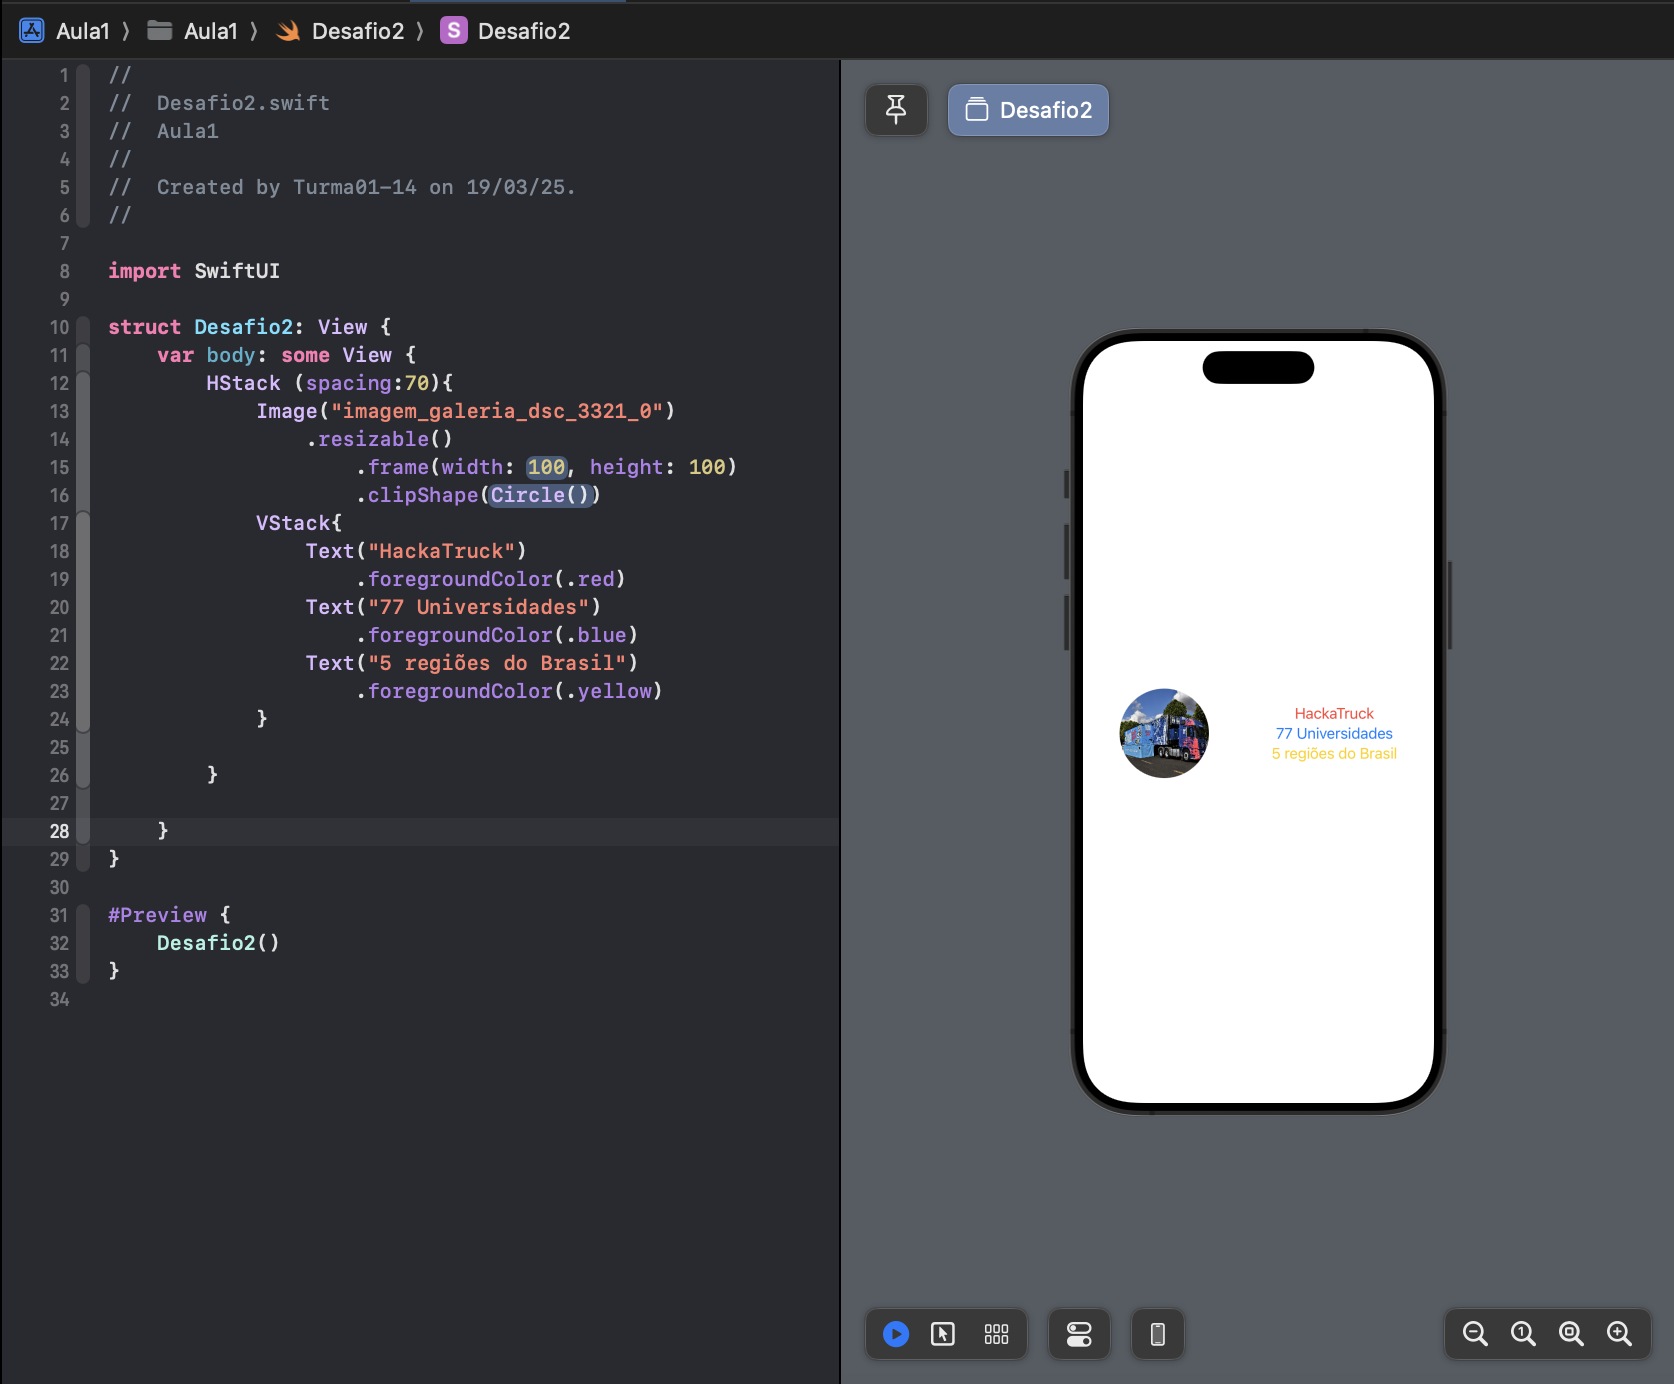 Aula1 〉 Aula1 〉 Desafio2 〉 S Desafio2
1 //
2 //  Desafio2.swift
3 //  Aula1
4 //
5 //  Created by Turma01-14 on 19/03/25.
6 //
7
8 import SwiftUI
9
10 struct Desafio2: View {
11     var body: some View {
12         HStack (spacing:70){
13             Image("imagem_galeria_dsc_3321_0")
14                 .resizable()
15                     .frame(width: 100, height: 100)
16                     .clipShape(Circle())
17             VStack{
18                 Text("HackaTruck")
19                     .foregroundColor(.red)
20                 Text("77 Universidades")
21                     .foregroundColor(.blue)
22                 Text("5 regiões do Brasil")
23                     .foregroundColor(.yellow)
24             }
25
26         }
27
28     }
29 }
30
31 #Preview {
32     Desafio2()
33 }
34
Desafio2
HackaTruck
77 Universidades
5 regiões do Brasil
1